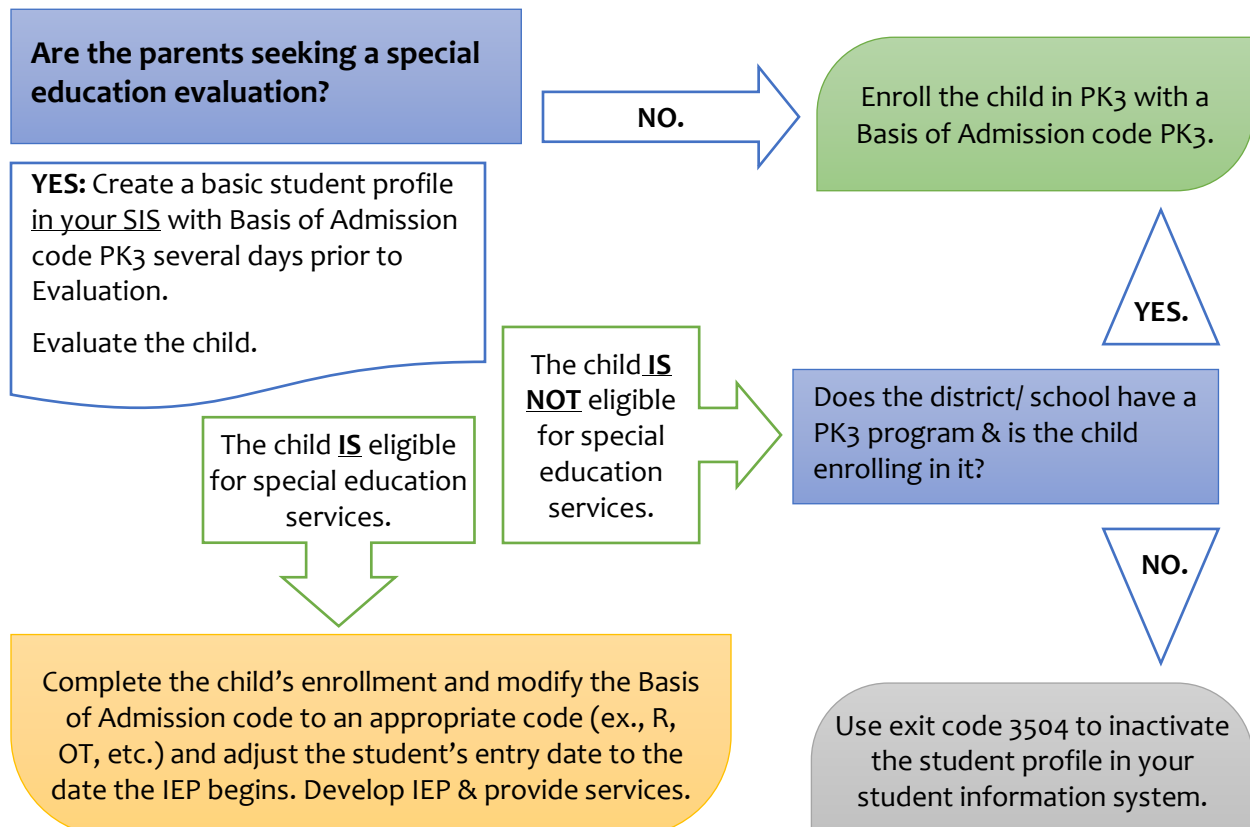 Are the parents seeking a special
education evaluation?
NO.
Enroll the child in PK3 with a
Basis of Admission code PK3.
YES: Create a basic student profile
in your SIS with Basis of Admission
code PK3 several days prior to
Evaluation.
Evaluate the child.
YES.
The child IS NOT eligible
for special
education
services.
Does the district/ school have a
PK3 program & is the child
enrolling in it?
The child IS eligible
for special education
services.
NO.
Complete the child’s enrollment and modify the Basis
of Admission code to an appropriate code (ex., R,
OT, etc.) and adjust the student’s entry date to the
date the IEP begins. Develop IEP & provide services.
Use exit code 3504 to inactivate
the student profile in your
student information system.